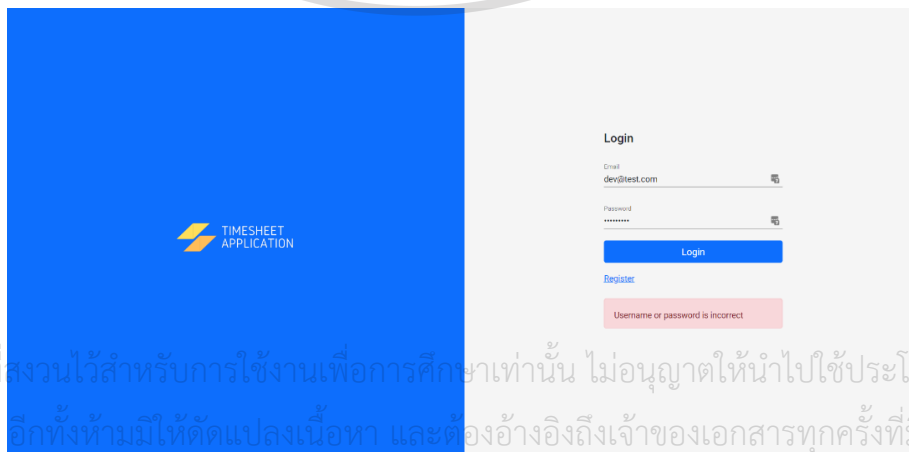 Login
Email
dev@test.com
Password
•••••••••
TIMESHEET
APPLICATION
Login
Register
Username or password is incorrect
สงวนไว้สำหรับการใช้งานเพื่อการศึกษาเท่านั้น ไม่อนุญาตให้นำไปใช้
อีกทั้งห้ามมิให้ดัดแปลงเนื้อหา และต้องอ้างอิงถึงเจ้าของเอกสารทุกครั้งที่